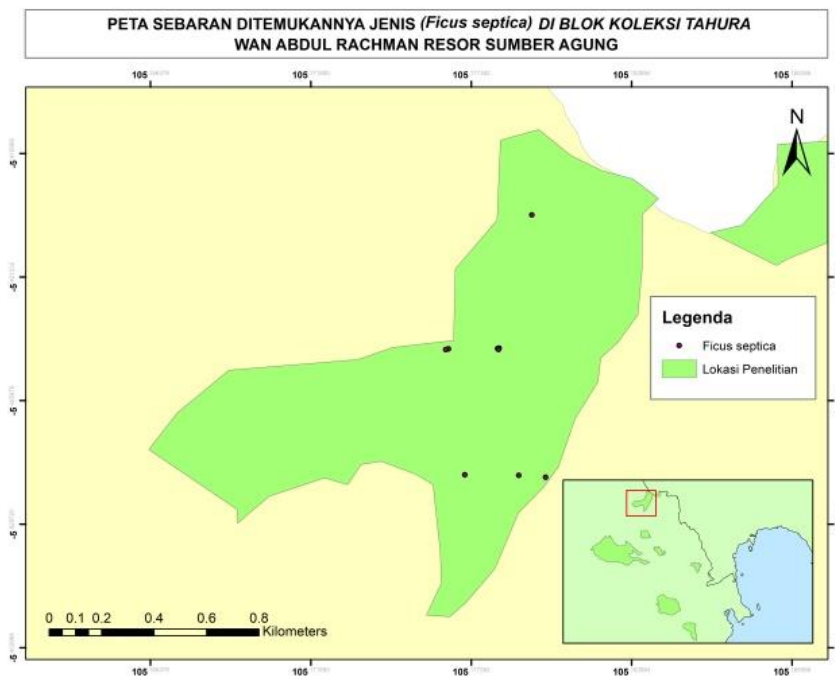 PETA SEBARAN DITEMUKANNYA JENIS (Ficus septica) DI BLOK KOLEKSI TAHURA
WAN ABDUL RACHMAN RESOR SUMBER AGUNG
105 105 105 105 105
N
-5
-5
Legenda
Ficus septica
Lokasi Penelitian
-5
-5
0 0.1 0.2 0.4 0.6 0.8
Kilometers
-5
105 105 105 105 105